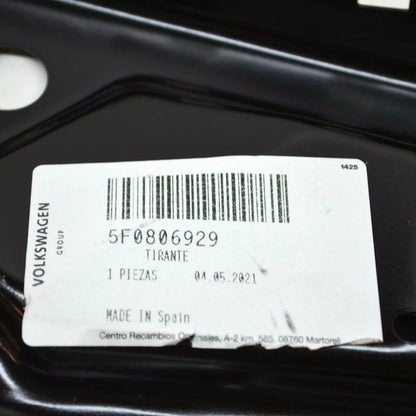 1425
VOLKSWAGEN
GROUP
5F0806929
TIRANTE
1 PIEZAS 04.05.2021
MADE IN Spain
Centro Recambios Originales, A-2 km, 585, 08760 Martorell